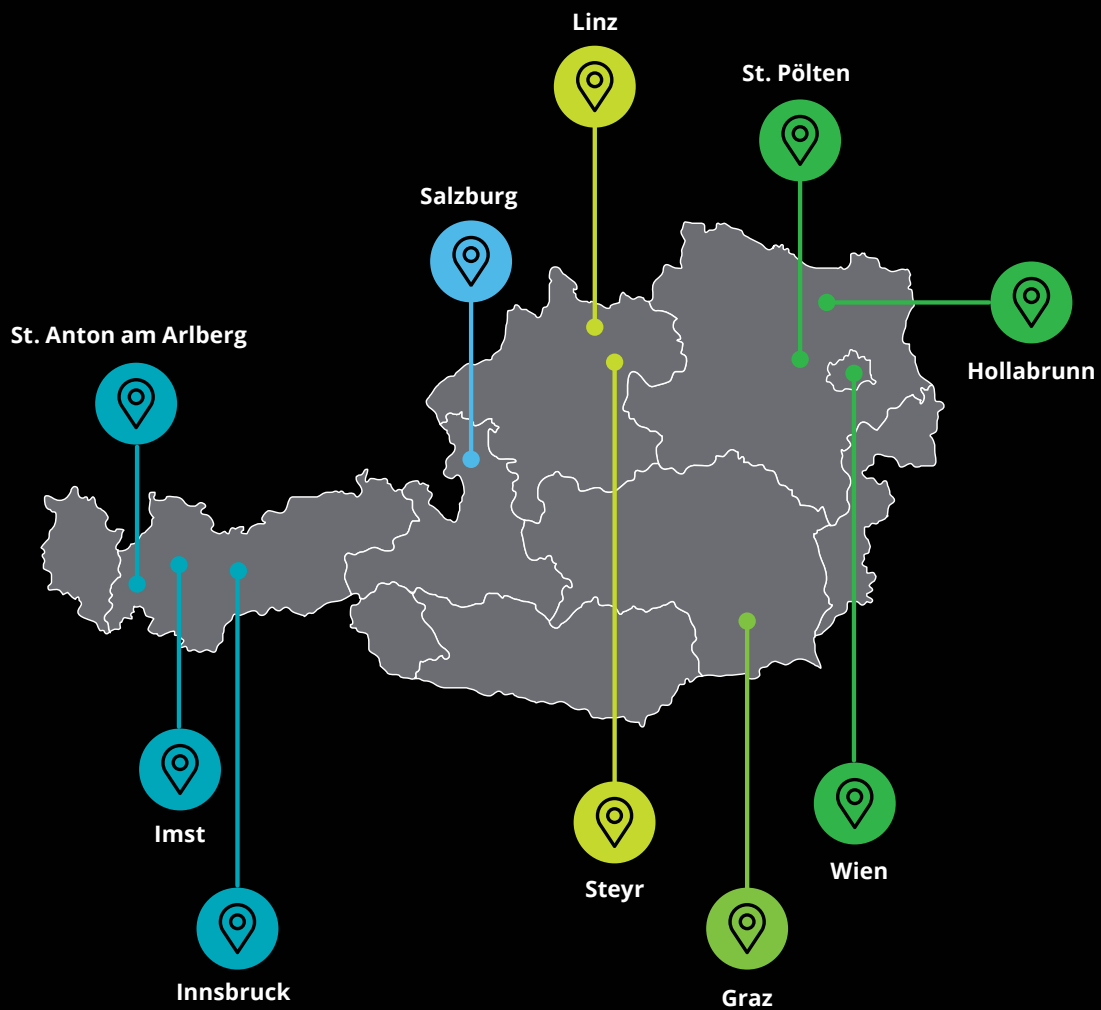 Linz
St. Pölten
Salzburg
St. Anton am Arlberg
Hollabrunn
Imst
Wien
Steyr
Innsbruck
Graz